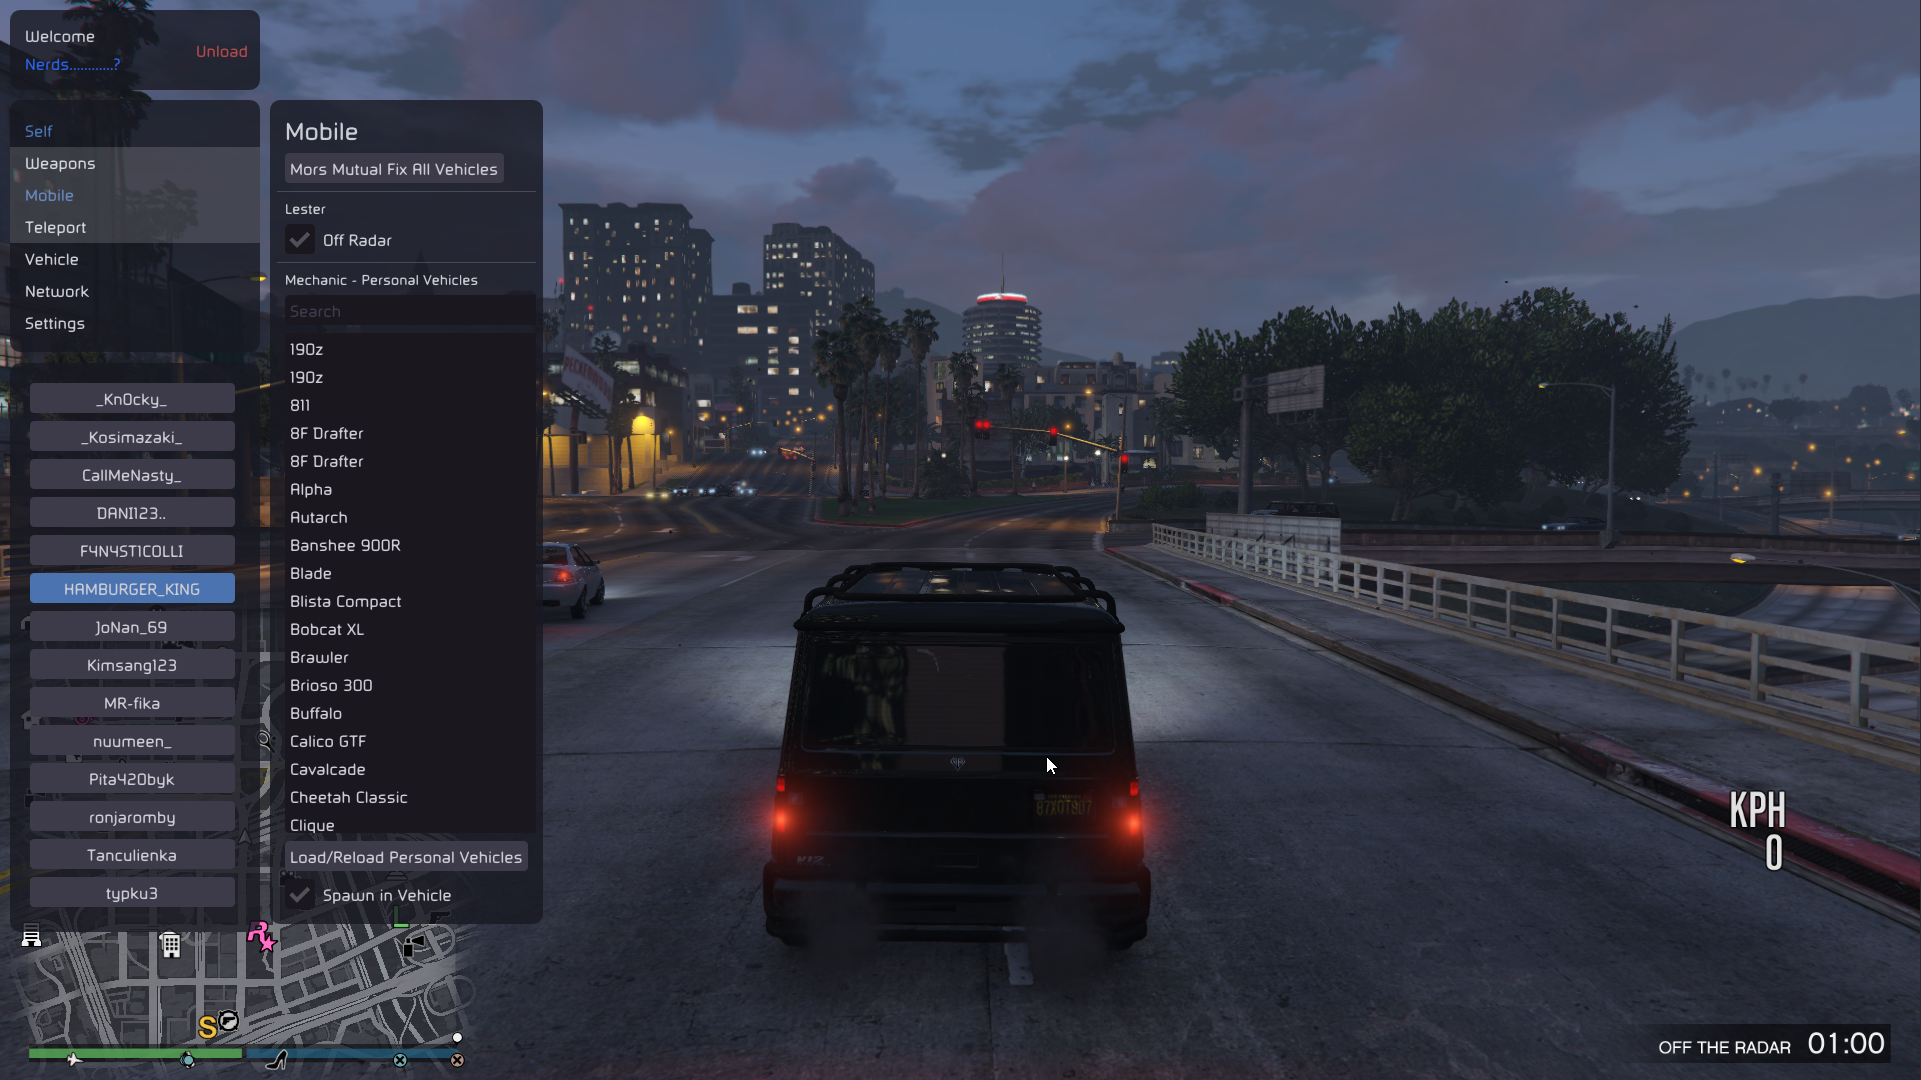 Welcome
Nerds............?
Unload
Self
Weapons
Mobile
Teleport
Vehicle
Network
Settings
_Kn0cky_
_Kosimazaki_
CallMeNasty_
DANI123..
F4N4ST1COLLI
HAMBURGER_KING
JoNan_69
Kimsang123
MR-fika
nuumeen_
Pita420byk
ronjaromby
Tanculienka
typku3
Mobile
Mors Mutual Fix All Vehicles
Lester
Off Radar
Mechanic - Personal Vehicles
Search
190z
190z
811
8F Drafter
8F Drafter
Alpha
Autarch
Banshee 900R
Blade
Blista Compact
Bobcat XL
Brawler
Brioso 300
Buffalo
Calico GTF
Cavalcade
Cheetah Classic
Clique
Load/Reload Personal Vehicles
Spawn in Vehicle
V12
KPH
0
S
OFF THE RADAR 01:00